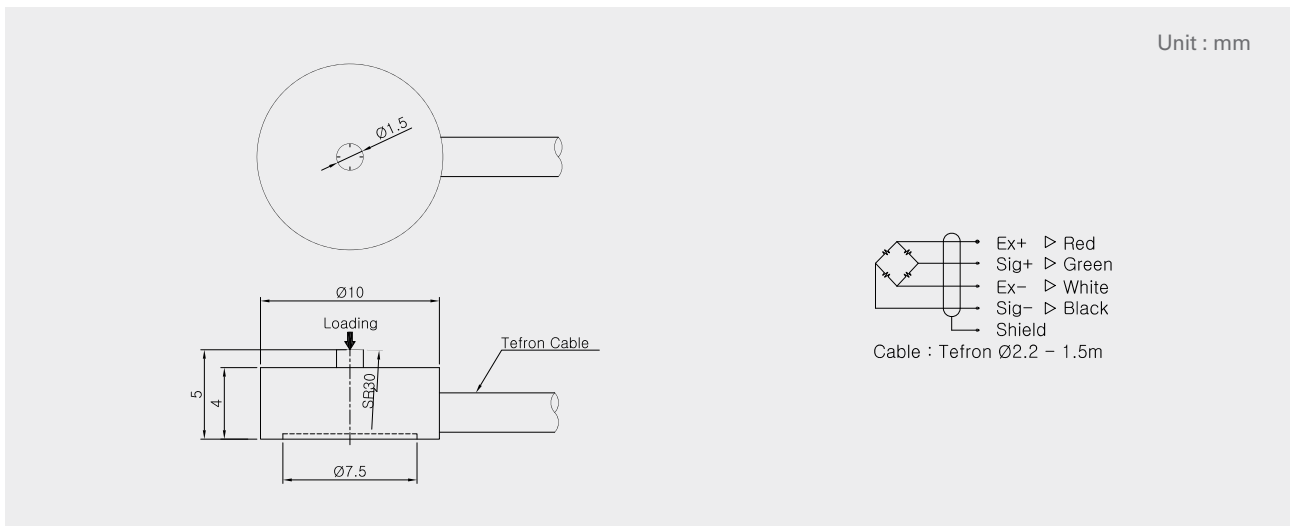 Unit : mm
Ø1.5
Ø10
Loading
Tefron Cable
5
4
SR30
Ø7.5
Ex+ ▷ Red
Sig+ ▷ Green
Ex− ▷ White
Sig− ▷ Black
Shield
Cable : Tefron Ø2.2 − 1.5m